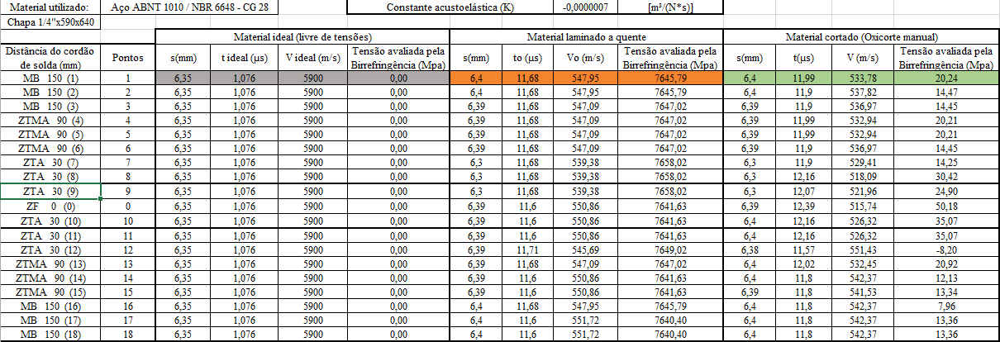 Material utilizado: Aço ABNT 1010 / NBR 6648 - CG 28 Constante acustoelástica (K) -0,0000007 [m³/(N*s)]
Chapa 1/4"x590x640
Material ideal (livre de tensões) Material laminado a quente Material cortado (Oxicorte manual)
Distância do cordão de solda (mm) Pontos s(mm) t ideal (µs) V ideal (m/s) Tensão avaliada pela Birrefringência (Mpa) s(mm) to (µs) Vo (m/s) Tensão avaliada pela Birrefringência (Mpa) s(mm) t(µs) V (m/s) Tensão avaliada pela Birrefringência (Mpa)
MB 150 (1) 1 6,35 1,076 5900 0,00 6,4 11,68 547,95 7645,79 6,4 11,99 533,78 20,24
MB 150 (2) 2 6,35 1,076 5900 0,00 6,4 11,68 547,95 7645,79 6,4 11,9 537,82 14,47
MB 150 (3) 3 6,35 1,076 5900 0,00 6,39 11,68 547,09 7647,02 6,39 11,9 536,97 14,45
ZTMA 90 (4) 4 6,35 1,076 5900 0,00 6,39 11,68 547,09 7647,02 6,39 11,99 532,94 20,21
ZTMA 90 (5) 5 6,35 1,076 5900 0,00 6,39 11,68 547,09 7647,02 6,39 11,99 532,94 20,21
ZTMA 90 (6) 6 6,35 1,076 5900 0,00 6,39 11,68 547,09 7647,02 6,39 11,9 536,97 14,45
ZTA 30 (7) 7 6,35 1,076 5900 0,00 6,3 11,68 539,38 7658,02 6,3 11,9 529,41 14,25
ZTA 30 (8) 8 6,35 1,076 5900 0,00 6,3 11,68 539,38 7658,02 6,3 12,16 518,09 30,42
ZTA 30 (9) 9 6,35 1,076 5900 0,00 6,3 11,68 539,38 7658,02 6,3 12,07 521,96 24,90
ZF 0 (0) 0 6,35 1,076 5900 0,00 6,39 11,6 550,86 7641,63 6,39 12,39 515,74 50,18
ZTA 30 (10) 10 6,35 1,076 5900 0,00 6,39 11,6 550,86 7641,63 6,4 12,16 526,32 35,07
ZTA 30 (11) 11 6,35 1,076 5900 0,00 6,39 11,6 550,86 7641,63 6,4 12,16 526,32 35,07
ZTA 30 (12) 12 6,35 1,076 5900 0,00 6,39 11,71 545,69 7649,02 6,38 11,57 551,43 -8,20
ZTMA 90 (13) 13 6,35 1,076 5900 0,00 6,39 11,68 547,09 7647,02 6,4 12,02 532,45 20,92
ZTMA 90 (14) 14 6,35 1,076 5900 0,00 6,39 11,6 550,86 7641,63 6,4 11,8 542,37 12,13
ZTMA 90 (15) 15 6,35 1,076 5900 0,00 6,39 11,6 550,86 7641,63 6,39 11,8 541,53 13,34
MB 150 (16) 16 6,35 1,076 5900 0,00 6,4 11,68 547,95 7645,79 6,4 11,8 542,37 7,96
MB 150 (17) 17 6,35 1,076 5900 0,00 6,4 11,6 551,72 7640,40 6,4 11,8 542,37 13,36
MB 150 (18) 18 6,35 1,076 5900 0,00 6,4 11,6 551,72 7640,40 6,4 11,8 542,37 13,36